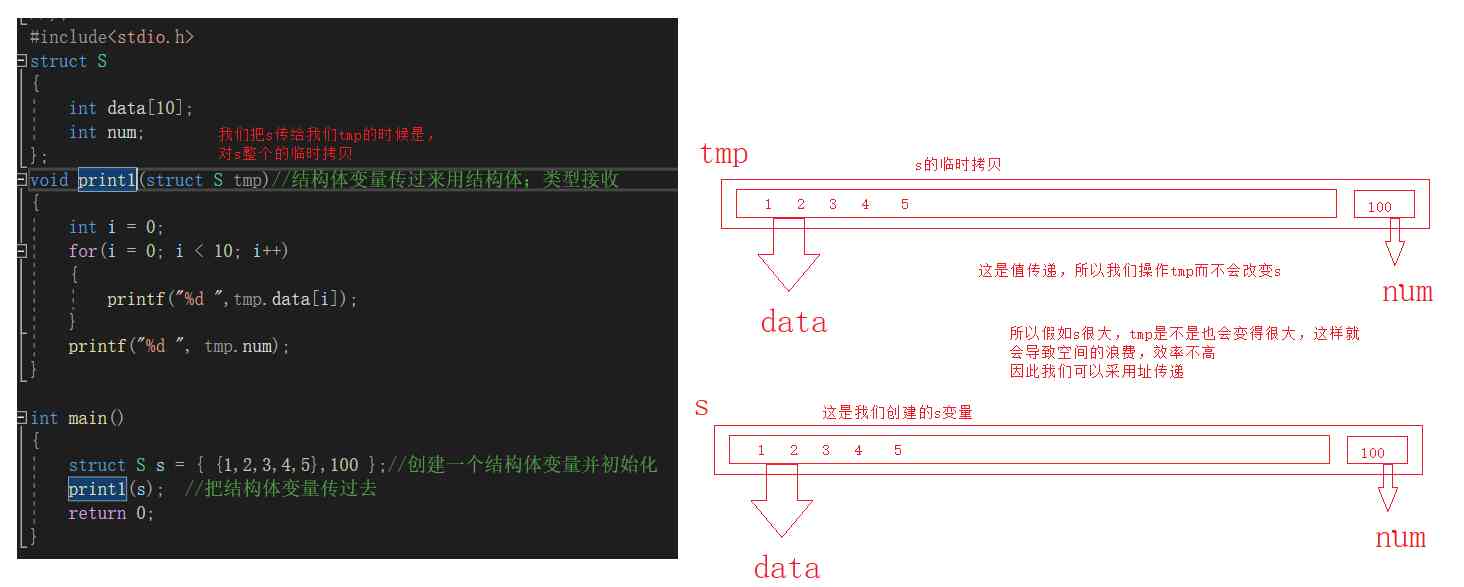 #include<stdio.h>
struct S
{
int data[10];
int num;
我们把s传给我们tmp的时候是，
对s整个的临时拷贝
};
void print1(struct S tmp)//结构体变量传过来用结构体；类型接收
{
int i = 0;
for(i = 0; i < 10; i++)
{
printf("%d ",tmp.data[i]);
}
printf("%d ", tmp.num);
}
int main()
{
struct S s = { {1,2,3,4,5},100 };//创建一个结构体变量并初始化
print1(s);  //把结构体变量传过去
return 0;
}
tmp
s的临时拷贝
1 2 3 4 5
100
这是值传递，所以我们操作tmp而不会改变s
data
num
所以假如s很大，tmp是不是也会变得很大，这样就
会导致空间的浪费，效率不高
因此我们可以采用址传递
s
这是我们创建的s变量
1 2 3 4 5
100
data
num